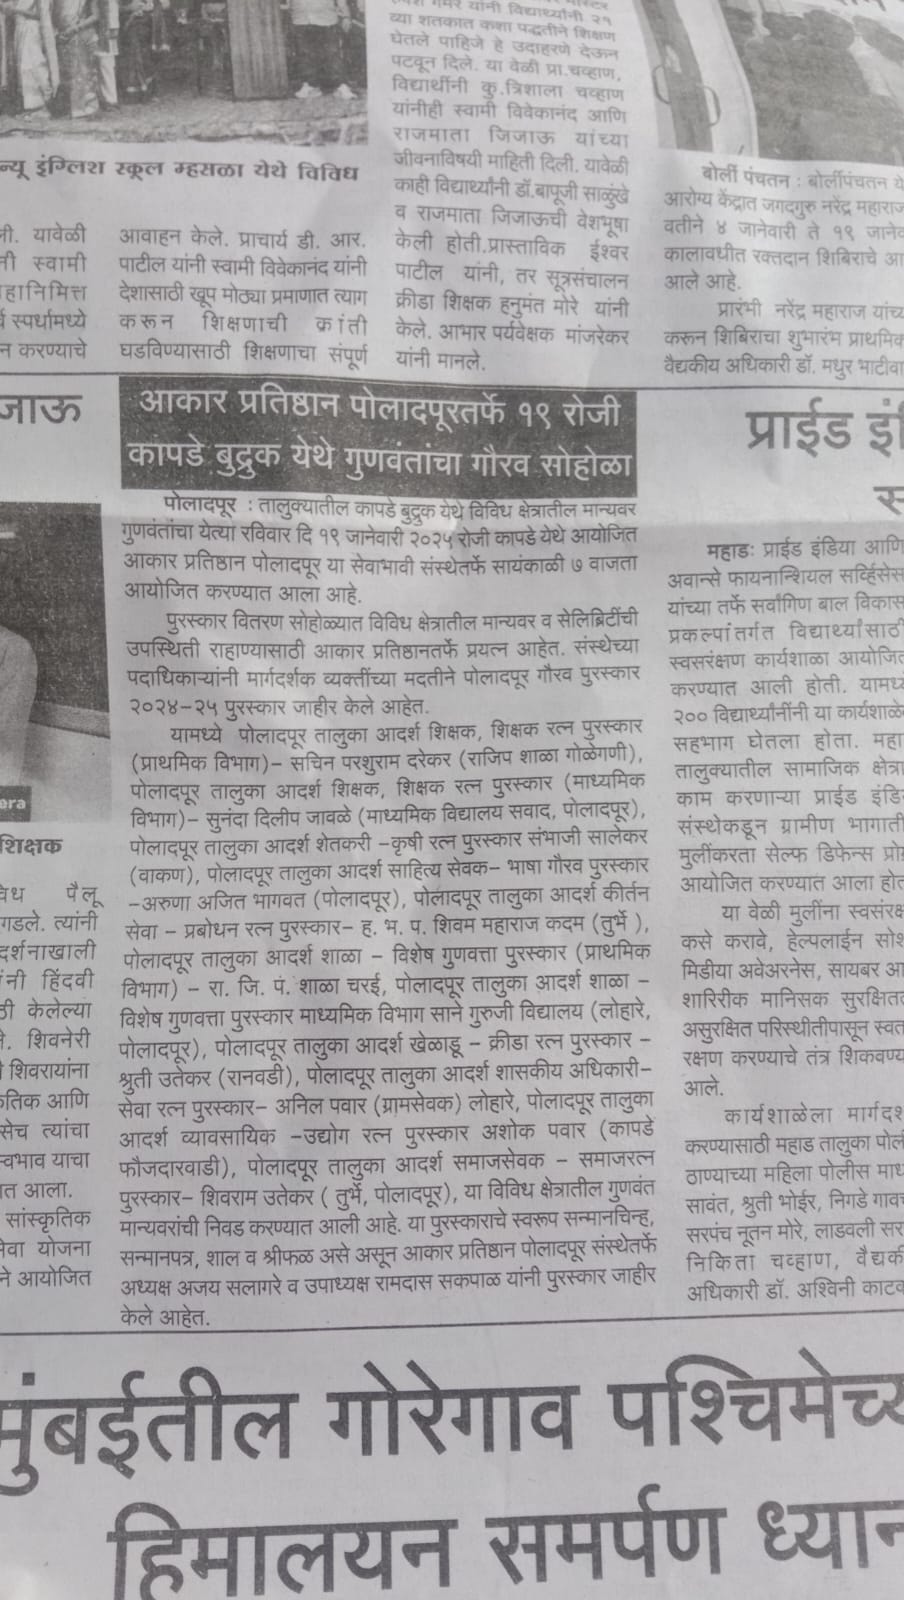 यांनी विद्यार्थ्यांनी २१
व्या शतकात कशा पद्धतीने शिक्षण
घेतले पाहिजे हे उदाहरणे देऊन
पटवून दिले. या वेळी प्रा.चव्हाण,
विद्यार्थीनी कु.त्रिशाला चव्हाण
यांनीही स्वामी विवेकानंद आणि
राजमाता जिजाऊ यांच्या
जीवनाविषयी माहिती दिली. यावेळी
काही विद्यार्थ्यांनी डॉ.बापूजी साळुंखे
व राजमाता जिजाऊची वेशभूषा
केली होती.प्रास्ताविक ईश्वर
पाटील यांनी, तर सूत्रसंचालन
क्रीडा शिक्षक हनुमंत मोरे यांनी
केले. आभार पर्यवेक्षक मांजरेकर
यांनी मानले.
न्यू इंग्लिश स्कूल म्हसळा येथे विविध
नी. यावेळी
नी स्वामी
हानिमित्त
स्पर्धामध्ये
न करण्याचे
आवाहन केले. प्राचार्य डी. आर.
पाटील यांनी स्वामी विवेकानंद यांनी
देशासाठी खूप मोठ्या प्रमाणात त्याग
करून शिक्षणाची क्रांती
घडविण्यासाठी शिक्षणाचा संपूर्ण
बोर्ली पंचतन : बोर्लीपंचतन ये
आरोग्य केंद्रात जगद्गुरु नरेंद्र महाराज
वतीने ४ जानेवारी ते १९ जानेव
कालावधीत रक्तदान शिबिराचे आ
आले आहे.
प्रारंभी नरेंद्र महाराज यांच्य
करून शिबिराचा शुभारंभ प्राथमिक
वैद्यकीय अधिकारी डॉ. मधुर भाटीवा
जाऊ
era
शिक्षक
विध पैलू
गडले. त्यांनी
दर्शनाखाली
ांनी हिंदवी
ठी केलेल्या
े. शिवनेरी
शिवरायांना
कतिक आणि
सेच त्यांचा
स्वभाव याचा
त आला.
सांस्कृतिक
सेवा योजना
ने आयोजित
आकार प्रतिष्ठान पोलादपूरतर्फे १९ रोजी
कांपडे बुद्रुक येथे गुणवंतांचा गौरव सोहोळा
पोलादपूर : तालुक्यातील कापडे बुद्रुक येथे विविध क्षेत्रातील मान्यवर
गुणवंतांचा येत्या रविवार दि १९ जानेवारी २०२५ रोजी कापडे येथे आयोजित
आकार प्रतिष्ठान पोलादपूर या सेवाभावी संस्थेतर्फे सायंकाळी ७ वाजता
आयोजित करण्यात आला आहे.
पुरस्कार वितरण सोहोळ्यात विविध क्षेत्रातील मान्यवर व सेलिब्रिटींची
उपस्थिती राहाण्यासाठी आकार प्रतिष्ठानतर्फे प्रयत्न आहेत. संस्थेच्या
पदाधिकाऱ्यांनी मार्गदर्शक व्यक्तींच्या मदतीने पोलादपूर गौरव पुरस्कार
२०२४-२५ पुरस्कार जाहीर केले आहेत.
यामध्ये पोलादपूर तालुका आदर्श शिक्षक, शिक्षक रत्न पुरस्कार
(प्राथमिक विभाग)- सचिन परशुराम दरेकर (राजिप शाळा गोळेगणी),
पोलादपूर तालुका आदर्श शिक्षक, शिक्षक रत्न पुरस्कार (माध्यमिक
विभाग)- सुनंदा दिलीप जावळे (माध्यमिक विद्यालय सवाद, पोलादपूर),
पोलादपूर तालुका आदर्श शेतकरी -कृषी रत्न पुरस्कार संभाजी सालेकर
(वाकण), पोलादपूर तालुका आदर्श साहित्य सेवक- भाषा गौरव पुरस्कार
-अरुणा अजित भागवत (पोलादपूर), पोलादपूर तालुका आदर्श कीर्तन
सेवा - प्रबोधन रत्न पुरस्कार- ह. भ. प. शिवम महाराज कदम (तुर्भे ),
पोलादपूर तालुका आदर्श शाळा - विशेष गुणवत्ता पुरस्कार (प्राथमिक
विभाग) - रा. जि. पं. शाळा चरई, पोलादपूर तालुका आदर्श शाळा -
विशेष गुणवत्ता पुरस्कार माध्यमिक विभाग साने गुरुजी विद्यालय (लोहारे,
पोलादपूर), पोलादपूर तालुका आदर्श खेळाडू - क्रीडा रत्न पुरस्कार -
श्रुती उतेकर (रानवडी), पोलादपूर तालुका आदर्श शासकीय अधिकारी-
सेवा रत्न पुरस्कार- अनिल पवार (ग्रामसेवक) लोहारे, पोलादपूर तालुका
आदर्श व्यावसायिक -उद्योग रत्न पुरस्कार अशोक पवार (कापडे
फौजदारवाडी), पोलादपूर तालुका आदर्श समाजसेवक - समाजरत्न
पुरस्कार- शिवराम उतेकर ( तुर्भे, पोलादपूर), या विविध क्षेत्रातील गुणवंत
मान्यवरांची निवड करण्यात आली आहे. या पुरस्काराचे स्वरूप सन्मानचिन्ह,
सन्मानपत्र, शाल व श्रीफळ असे असून आकार प्रतिष्ठान पोलादपूर संस्थेतर्फे
अध्यक्ष अजय सलागरे व उपाध्यक्ष रामदास सकपाळ यांनी पुरस्कार जाहीर
केले आहेत.
प्राईड इं
स
महाड: प्राईड इंडिया आणि
अवान्से फायनान्शियल सर्व्हिसेस
यांच्या तर्फे सर्वांगिण बाल विकास
प्रकल्पांतर्गत विद्यार्थ्यांसाठी
स्वसरंक्षण कार्यशाळा आयोजित
करण्यात आली होती. यामध्य
२०० विद्यार्थ्यांनींनी या कार्यशाळे
सहभाग घेतला होता. महा
तालुक्यातील सामाजिक क्षेत्रा
काम करणाऱ्या प्राईड इंडि
संस्थेकडून ग्रामीण भागाती
मुलींकरता सेल्फ डिफेन्स प्रो
आयोजित करण्यात आला होत
या वेळी मुलींना स्वसंरक्ष
कसे करावे, हेल्पलाईन सोश
मिडीया अवेअरनेस, सायबर आ
शारिरीक मानिसक सुरक्षित
असुरक्षित परिस्थीतीपासून स्वत
रक्षण करण्याचे तंत्र शिकवण्य
आले.
कार्यशाळेला मार्गदर्श
करण्यासाठी महाड तालुका पोली
ठाण्याच्या महिला पोलीस माध
सावंत, श्रुती भोईर, निगडे गावच
सरपंच नूतन मोरे, लाडवली सर
निकिता चव्हाण, वैद्यकी
अधिकारी डॉ. अश्विनी काटक
मुंबईतील गोरेगाव पश्चिमेच्य
हिमालयन समर्पण ध्यान